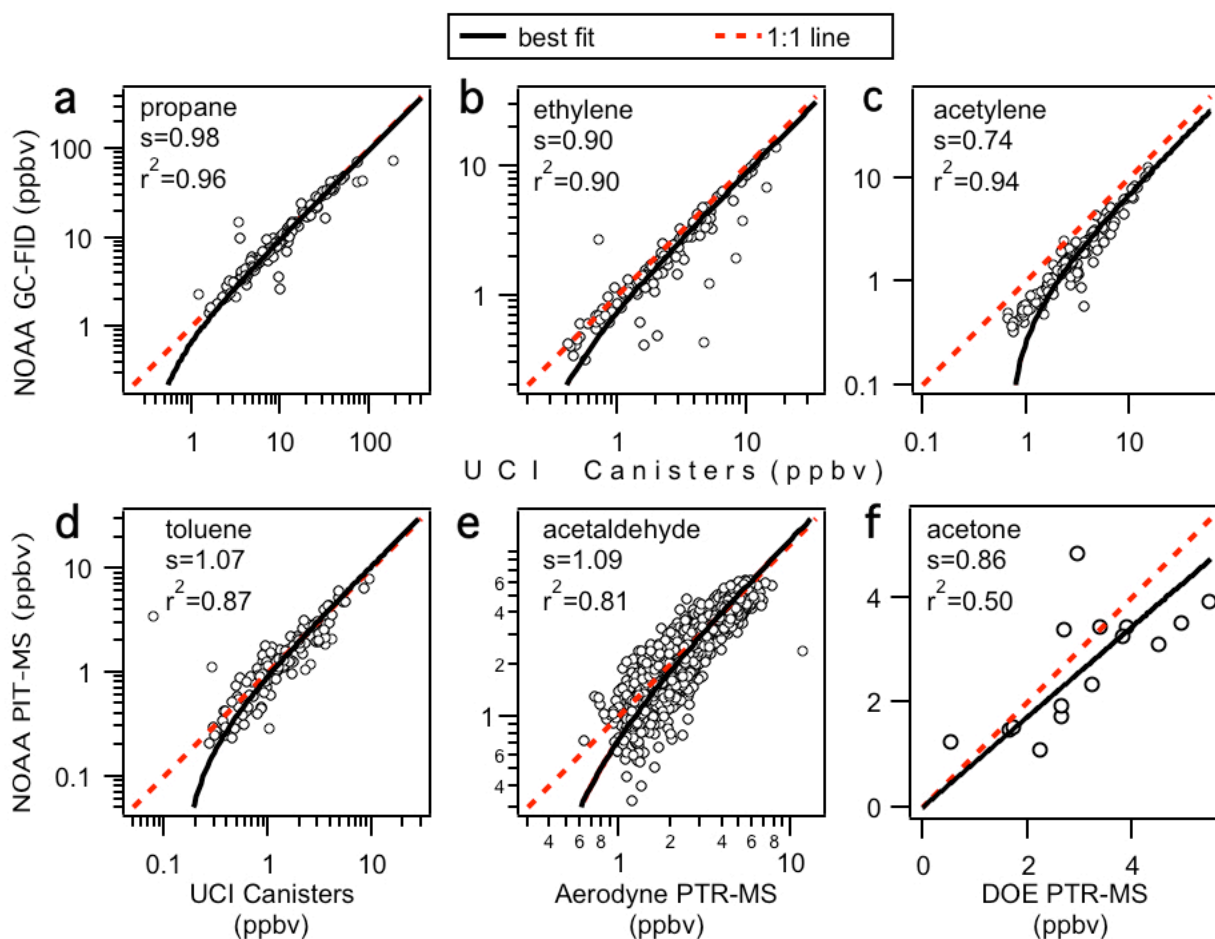 best fit
1:1 line
a
propane
s=0.98
r²=0.96
100
10
1
1
10
100
NOAA GC-FID (ppbv)
b
ethylene
s=0.90
r²=0.90
10
1
1
10
c
acetylene
s=0.74
r²=0.94
10
1
0.1
0.1
1
10
UCI Canisters (ppbv)
d
toluene
s=1.07
r²=0.87
10
1
0.1
0.1
1
10
NOAA PIT-MS (ppbv)
UCI Canisters
(ppbv)
e
acetaldehyde
s=1.09
r²=0.81
6
4
2
1
6
4
4
6
8
2
4
6
8
1
10
Aerodyne PTR-MS
(ppbv)
f
acetone
s=0.86
r²=0.50
4
2
0
0
2
4
DOE PTR-MS
(ppbv)